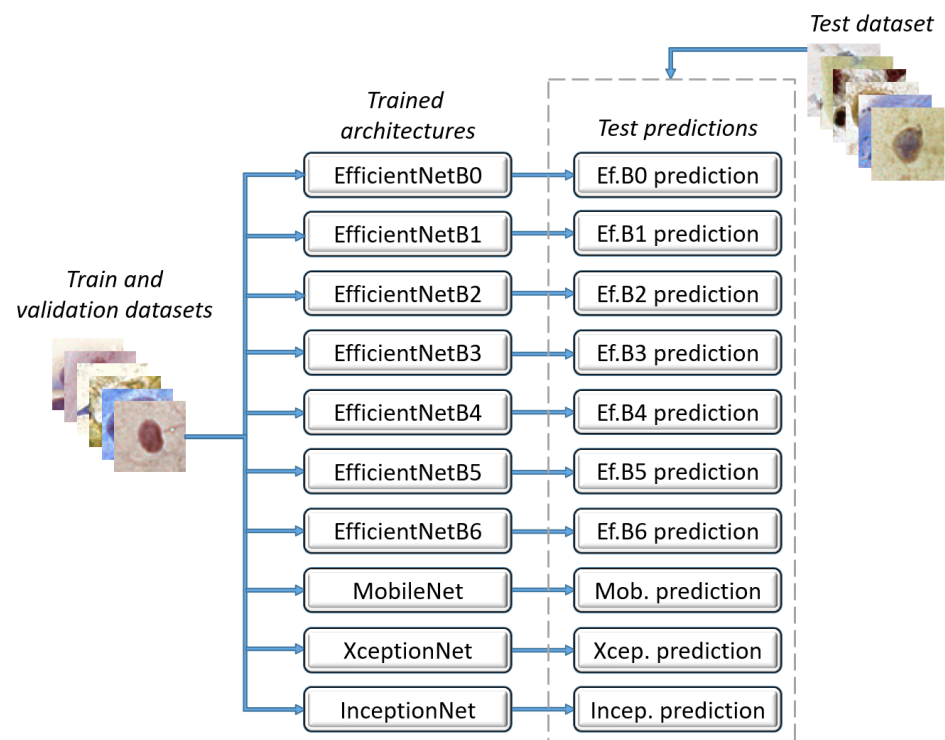 Test dataset
Trained
architectures
Test predictions
EfficientNetB0
Ef.B0 prediction
EfficientNetB1
Ef.B1 prediction
Train and
validation datasets
EfficientNetB2
Ef.B2 prediction
EfficientNetB3
Ef.B3 prediction
EfficientNetB4
Ef.B4 prediction
EfficientNetB5
Ef.B5 prediction
EfficientNetB6
Ef.B6 prediction
MobileNet
Mob. prediction
XceptionNet
Xcep. prediction
InceptionNet
Incep. prediction